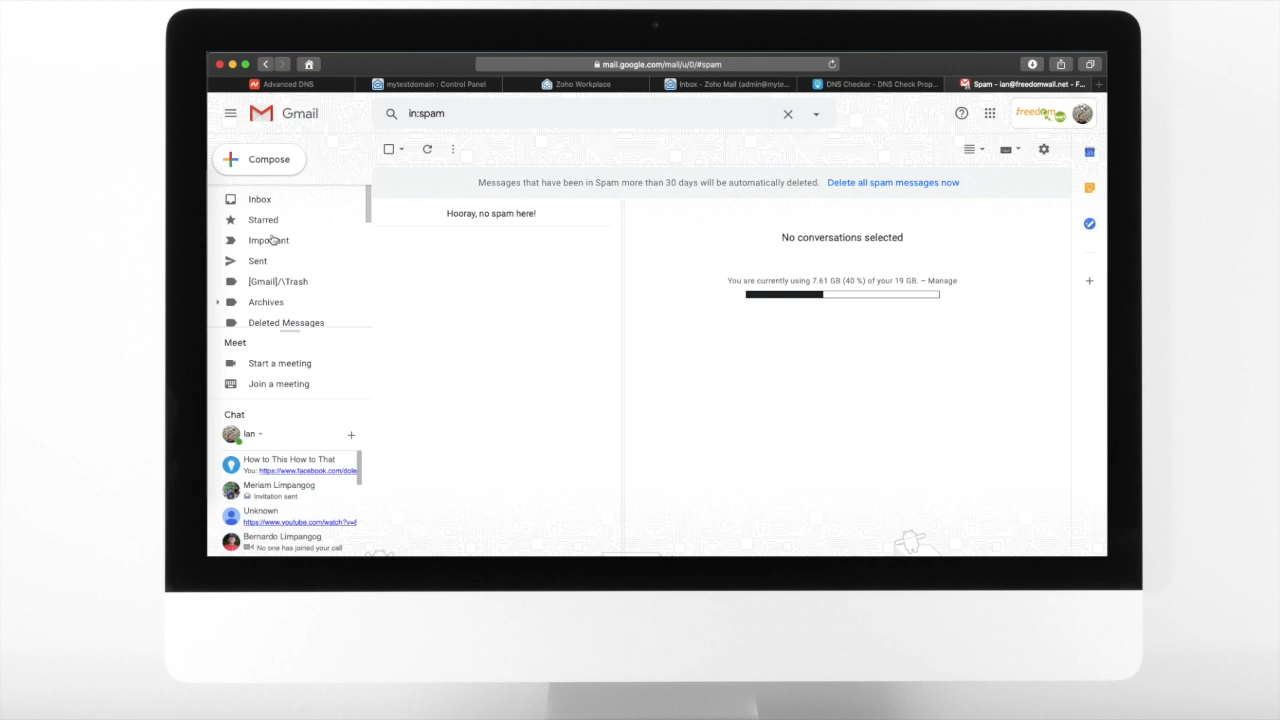 mail.google.com/mail/u/0/#spam
Advanced DNS
mytestdomain : Control Panel
Zoho Workplace
Inbox - Zoho Mail (admin@myte...
DNS Checker - DNS Check Prop...
Spam - ian@freedomwall.net - F...
Gmail
in:spam
freedom
Compose
Messages that have been in Spam more than 30 days will be automatically deleted. Delete all spam messages now
Inbox
Hooray, no spam here!
Starred
No conversations selected
Important
Sent
[Gmail]/\Trash
You are currently using 7.61 GB (40 %) of your 19 GB. – Manage
Archives
Deleted Messages
Meet
Start a meeting
Join a meeting
Chat
Ian
How to This How to That
You: https://www.facebook.com/dole
Meriam Limpangog
Invitation sent
Unknown
https://www.youtube.com/watch?v=
Bernardo Limpangog
No one has joined your call